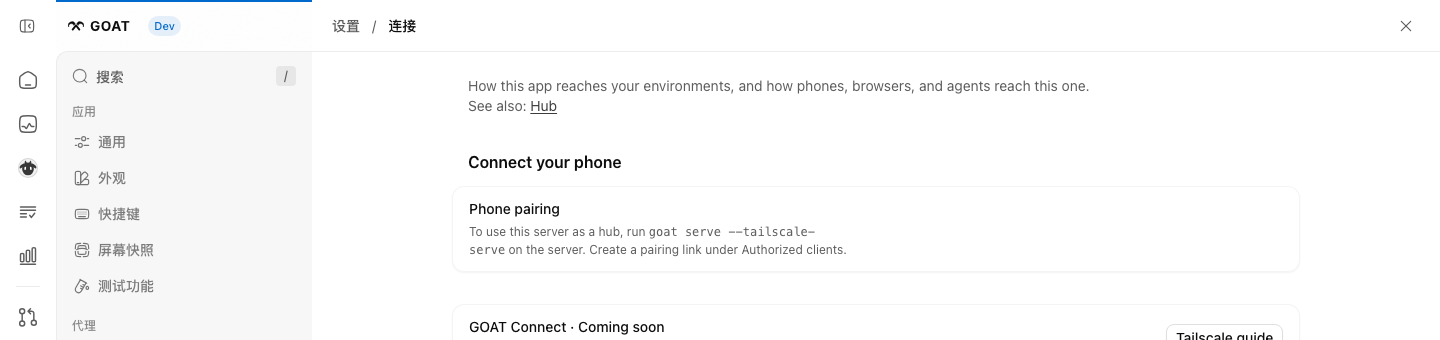 GOAT Dev
设置 / 连接
搜索 /
应用
通用
外观
快捷键
屏幕快照
测试功能
代理
How this app reaches your environments, and how phones, browsers, and agents reach this one.
See also: Hub
Connect your phone
Phone pairing
To use this server as a hub, run goat serve --tailscale-
serve on the server. Create a pairing link under Authorized clients.
GOAT Connect · Coming soon
Tailscale guide